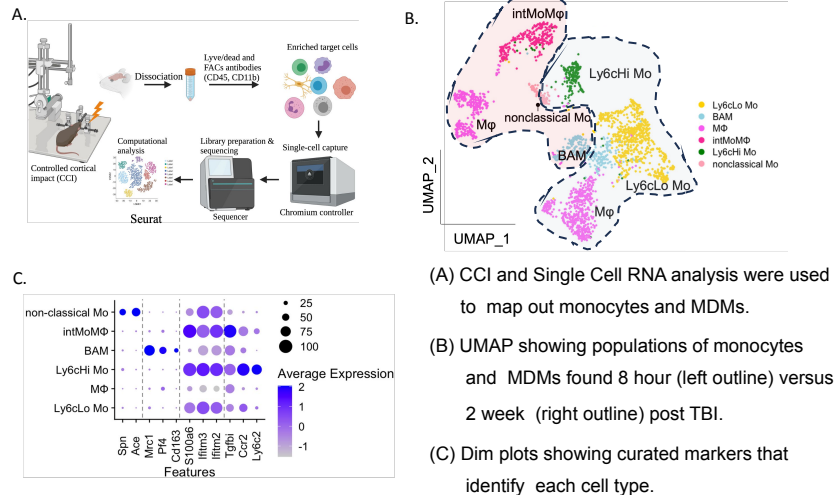 A.
Dissociation
Lyve/dead and
FACs antibodies
(CD45, CD11b)
Enriched target cells
Controlled cortical
impact (CCI)
Computational
analysis
Seurat
Library preparation &
sequencing
Sequencer
Single-cell capture
Chromium controller
B.
intMoMφ
Ly6cHi Mo
Mφ
nonclassical Mo
BAM
Ly6cLo Mo
Mφ
UMAP_2
UMAP_1
Ly6cLo Mo
BAM
MΦ
intMoMΦ
Ly6cHi Mo
nonclassical Mo
C.
non-classical Mo
intMoMΦ
BAM
Ly6cHi Mo
MΦ
Ly6cLo Mo
Spn
Ace
Mrc1
Pf4
Cd163
S100a6
Ifitm3
Ifitm2
Tgfbi
Ccr2
Ly6c2
Features
25
50
75
100
Average Expression
2
1
0
-1
(A) CCI and Single Cell RNA analysis were used
to map out monocytes and MDMs.
(B) UMAP showing populations of monocytes
and MDMs found 8 hour (left outline) versus
2 week (right outline) post TBI.
(C) Dim plots showing curated markers that
identify each cell type.